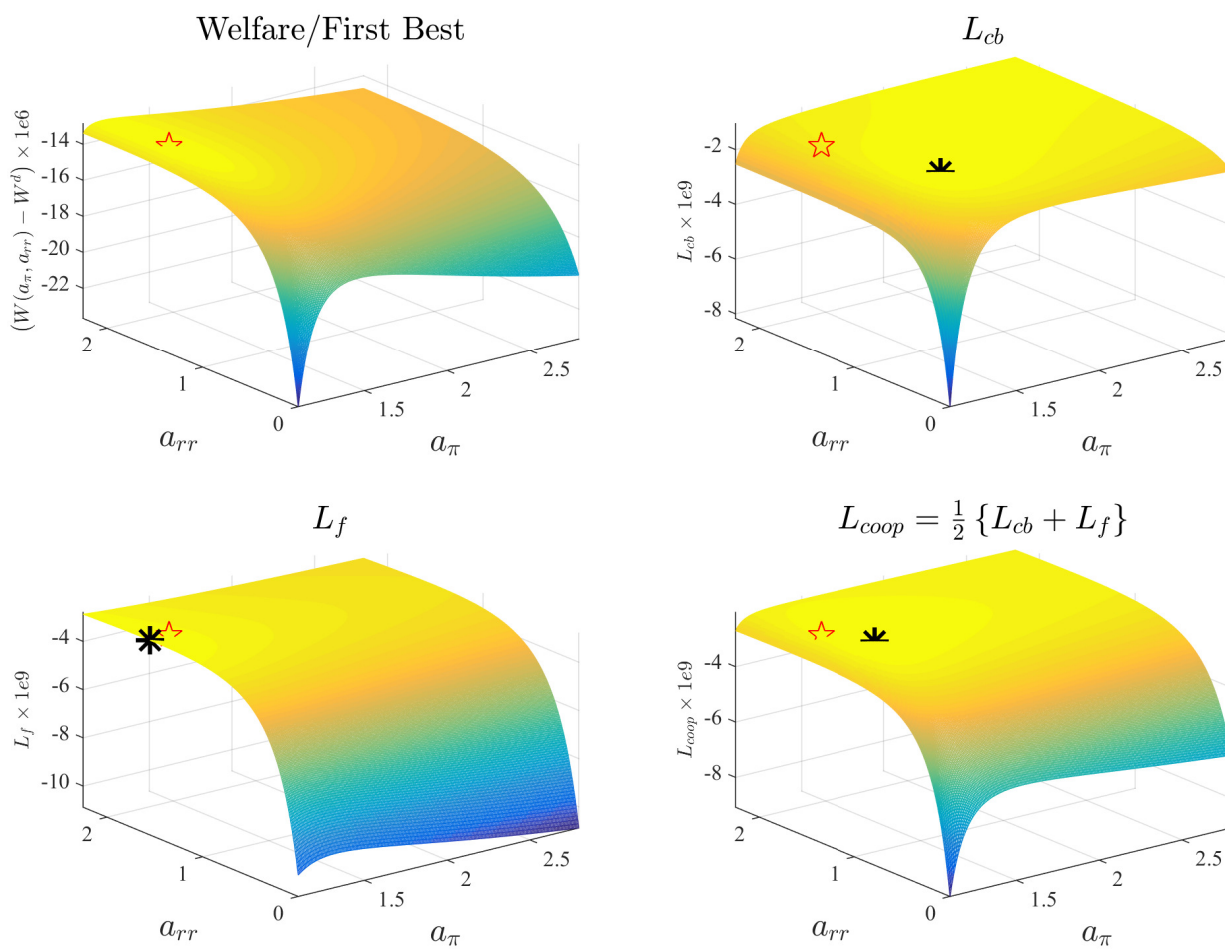 Welfare/First Best
(W(a_π, a_rr) − W^d) × 1e6
-14
-16
-18
-20
-22
2
1
0
a_rr
1.5
2
2.5
a_π
L_cb
L_cb × 1e9
-2
-4
-6
-8
2
1
0
a_rr
1.5
2
2.5
a_π
L_f
L_f × 1e9
-4
-6
-8
-10
2
1
0
a_rr
1.5
2
2.5
a_π
L_coop = 1/2 {L_cb + L_f}
L_coop × 1e9
-4
-6
-8
2
1
0
a_rr
1.5
2
2.5
a_π